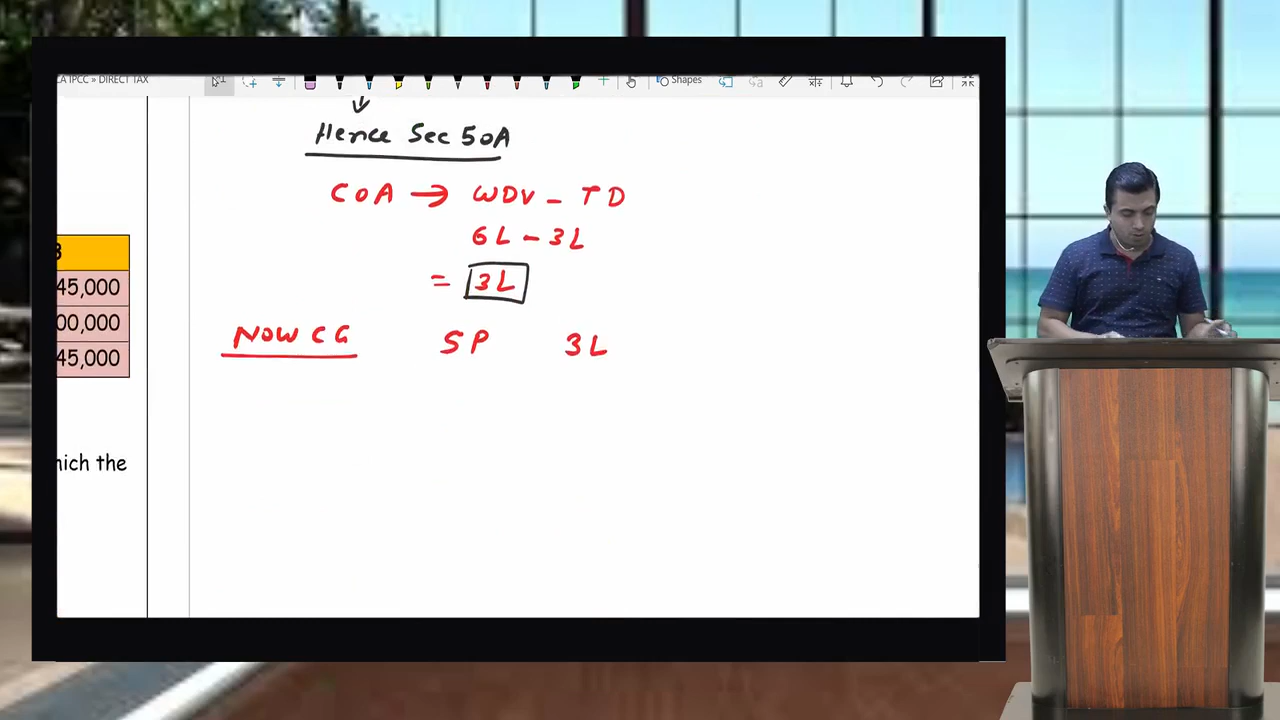 CA IPCC » DIRECT TAX
Shapes
Hence Sec 50A
COA → WDV - TD
6L - 3L
= 3L
NOW CG SP 3L
45,000
00,000
45,000
hich the